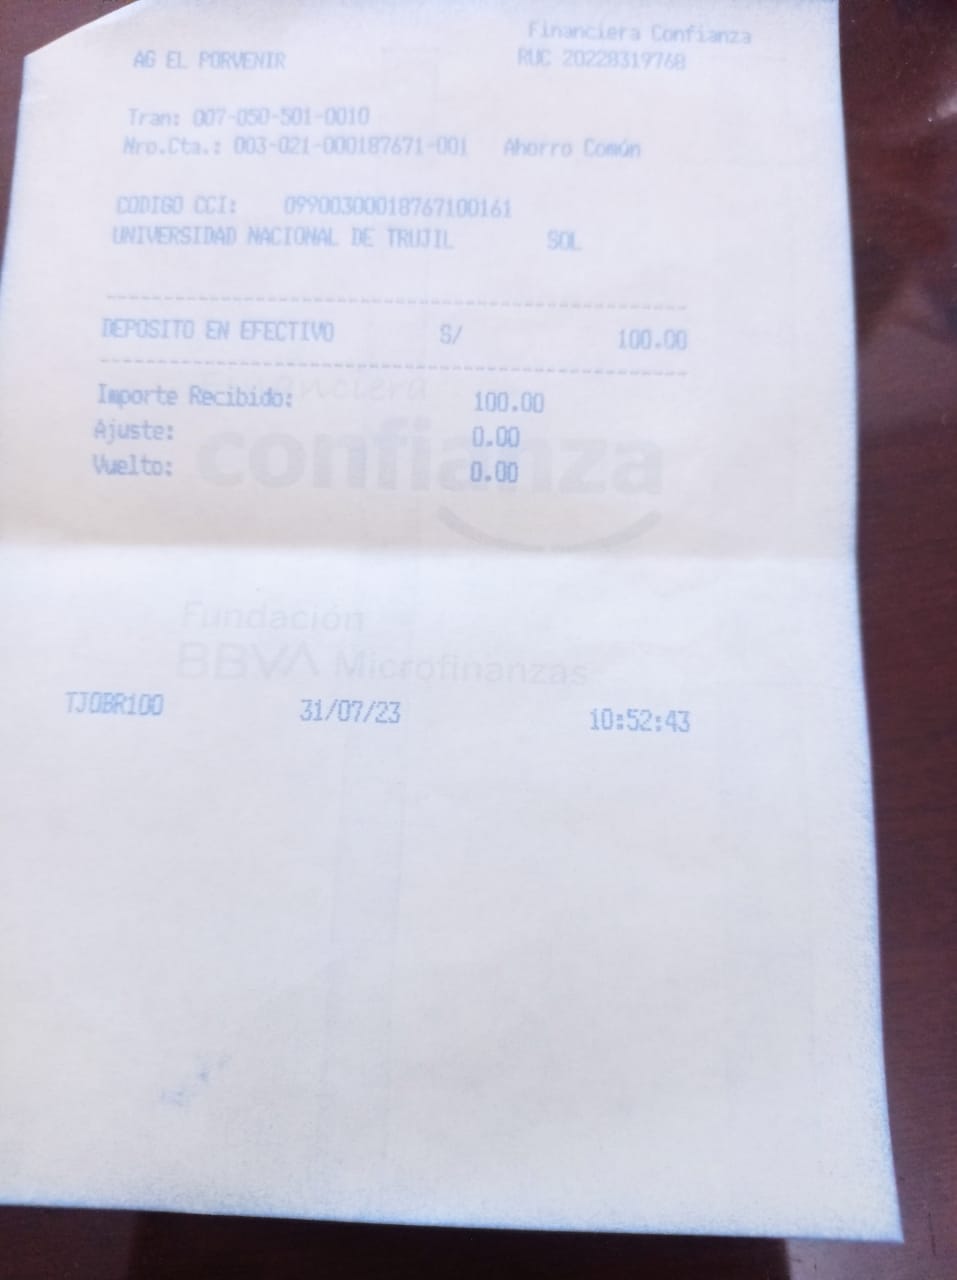 Financiera Confianza
AG EL PORVENIR RUC 20228319768
Tran: 007-050-501-0010
Nro.Cta.: 003-021-000187671-001 Ahorro Común
CODIGO CCI: 09900300018767100161
UNIVERSIDAD NACIONAL DE TRUJIL SOL
DEPOSITO EN EFECTIVO S/ 100.00
Importe Recibido: 100.00
Ajuste: 0.00
Vuelto: 0.00
Financiera
confianza
Fundación
BBVA Microfinanzas
TJOBR100 31/07/23 10:52:43